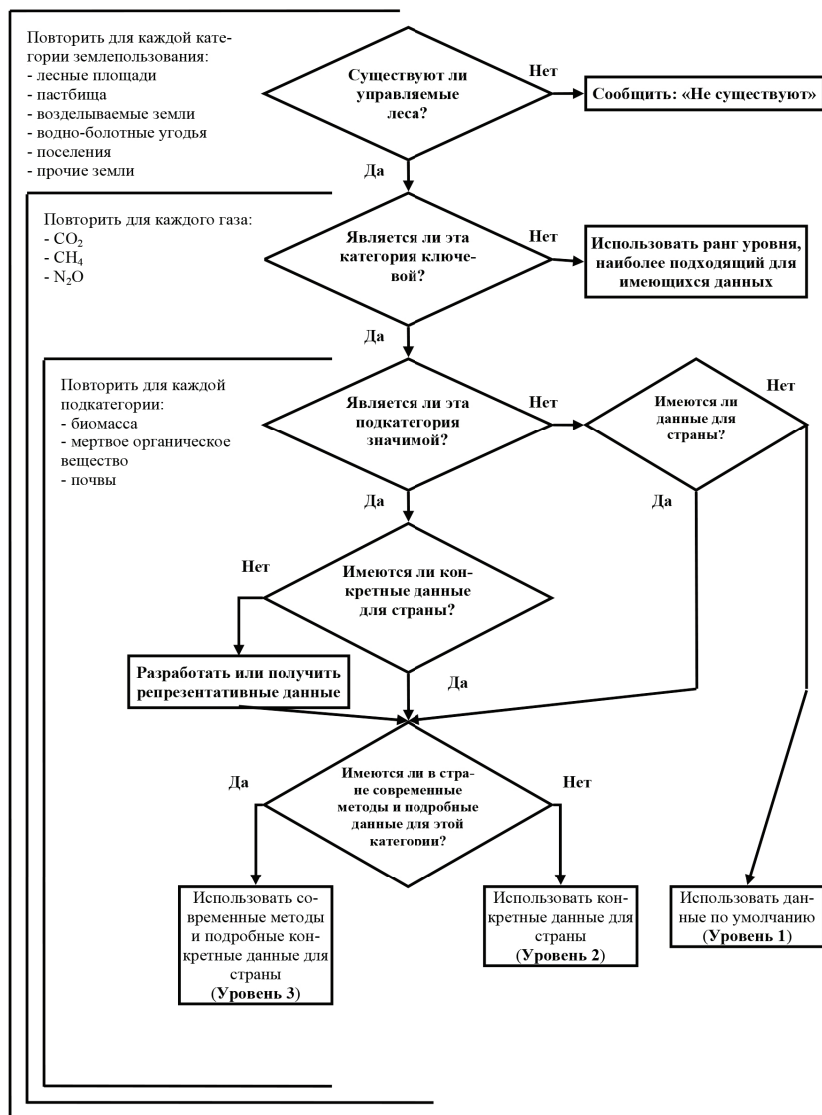 Повторить для каждой кате-
гории землепользования:
- лесные площади
- пастбища
- возделываемые земли
- водно-болотные угодья
- поселения
- прочие земли
Существуют ли
управляемые
леса?
Нет
Сообщить: «Не существуют»
Да
Повторить для каждого газа:
- CO₂
- CH₄
- N₂O
Является ли эта
категория ключе-
вой?
Нет
Использовать ранг уровня,
наиболее подходящий для
имеющихся данных
Да
Повторить для каждой
подкатегории:
- биомасса
- мертвое органическое
вещество
- почвы
Является ли эта
подкатегория
значимой?
Нет
Имеются ли
данные для
страны?
Нет
Да
Да
Имеются ли кон-
кретные данные
для страны?
Нет
Разработать или получить
репрезентативные данные
Да
Имеются ли в стра-
не современные
методы и подробные
данные для этой
категории?
Да
Нет
Использовать со-
временные методы
и подробные кон-
кретные данные для
страны
(Уровень 3)
Использовать кон-
кретные данные для
страны
(Уровень 2)
Использовать дан-
ные по умолчанию
(Уровень 1)